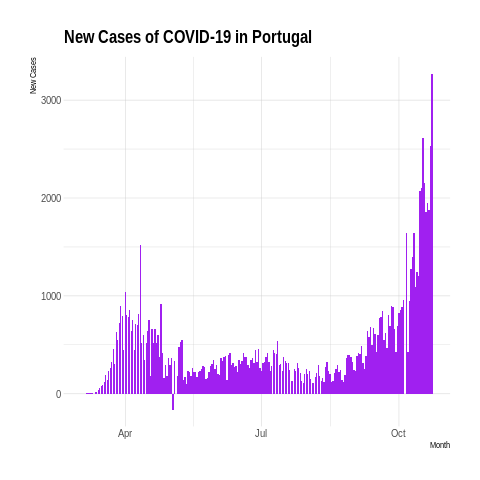 New Cases of COVID-19 in Portugal
New Cases
3000
2000
1000
0
Apr
Jul
Oct
Month